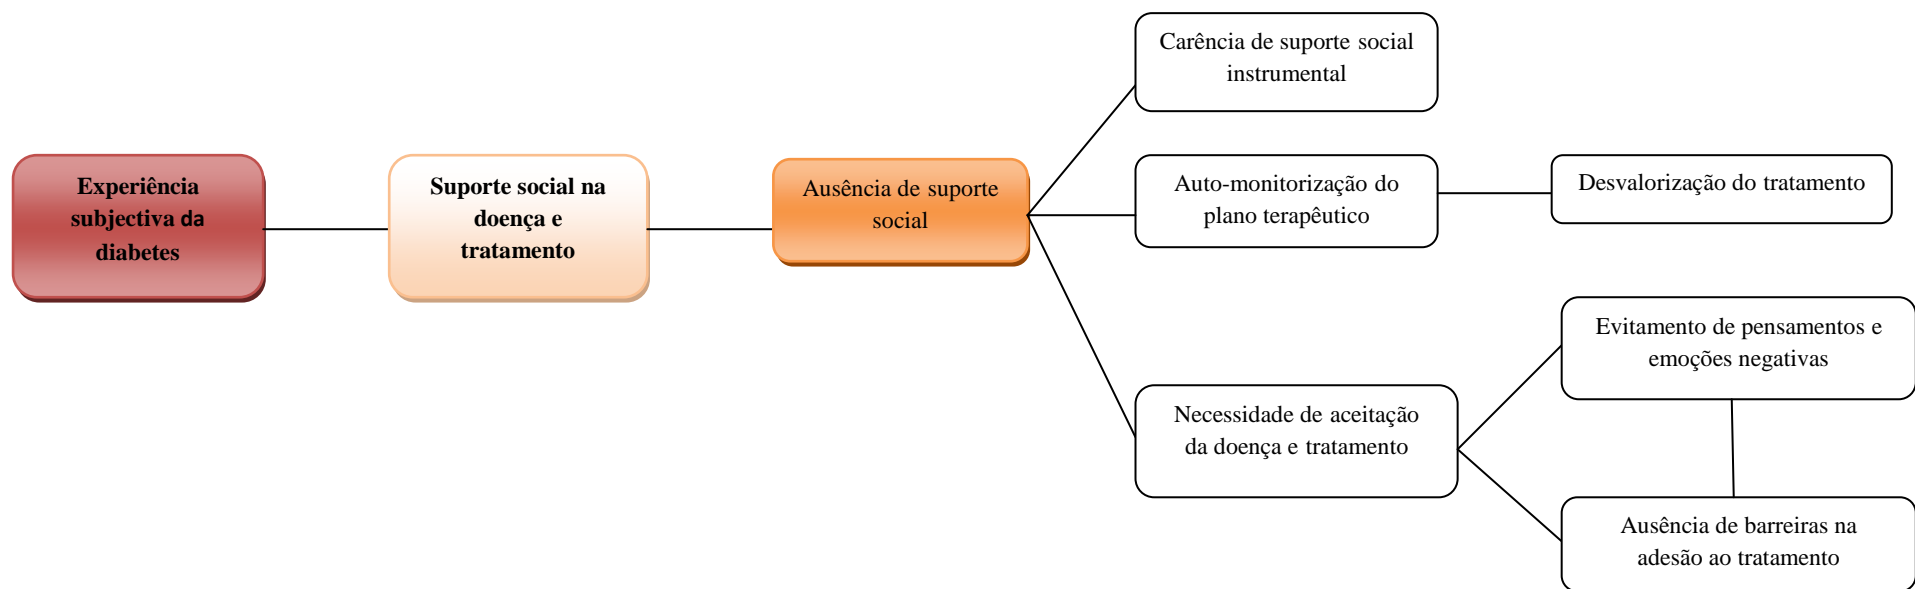 Experiência
subjectiva da
diabetes
Suporte social na
doença e
tratamento
Ausência de suporte
social
Carência de suporte social
instrumental
Auto-monitorização do
plano terapêutico
Desvalorização do tratamento
Necessidade de aceitação
da doença e tratamento
Evitamento de pensamentos e
emoções negativas
Ausência de barreiras na
adesão ao tratamento